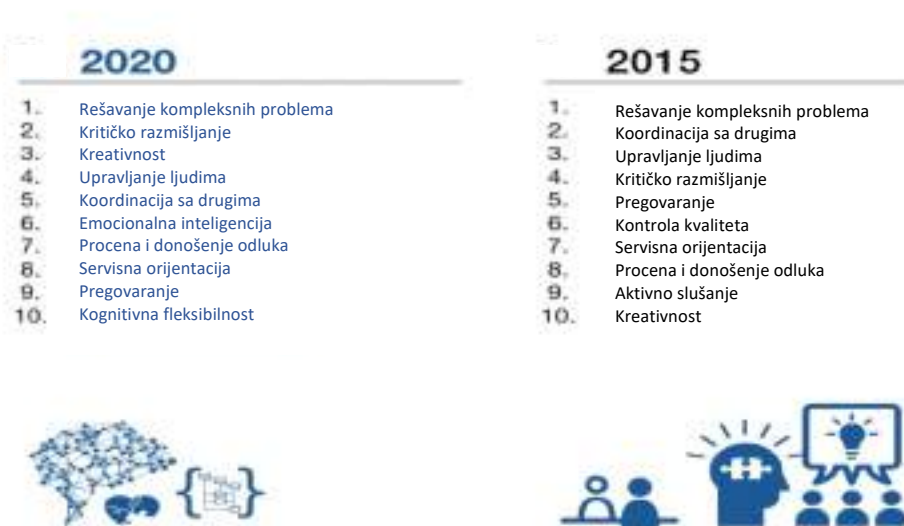 2020
1. Rešavanje kompleksnih problema
2. Kritičko razmišljanje
3. Kreativnost
4. Upravljanje ljudima
5. Koordinacija sa drugima
6. Emocionalna inteligencija
7. Procena i donošenje odluka
8. Servisna orijentacija
9. Pregovaranje
10. Kognitivna fleksibilnost
2015
1. Rešavanje kompleksnih problema
2. Koordinacija sa drugima
3. Upravljanje ljudima
4. Kritičko razmišljanje
5. Pregovaranje
6. Kontrola kvaliteta
7. Servisna orijentacija
8. Procena i donošenje odluka
9. Aktivno slušanje
10. Kreativnost